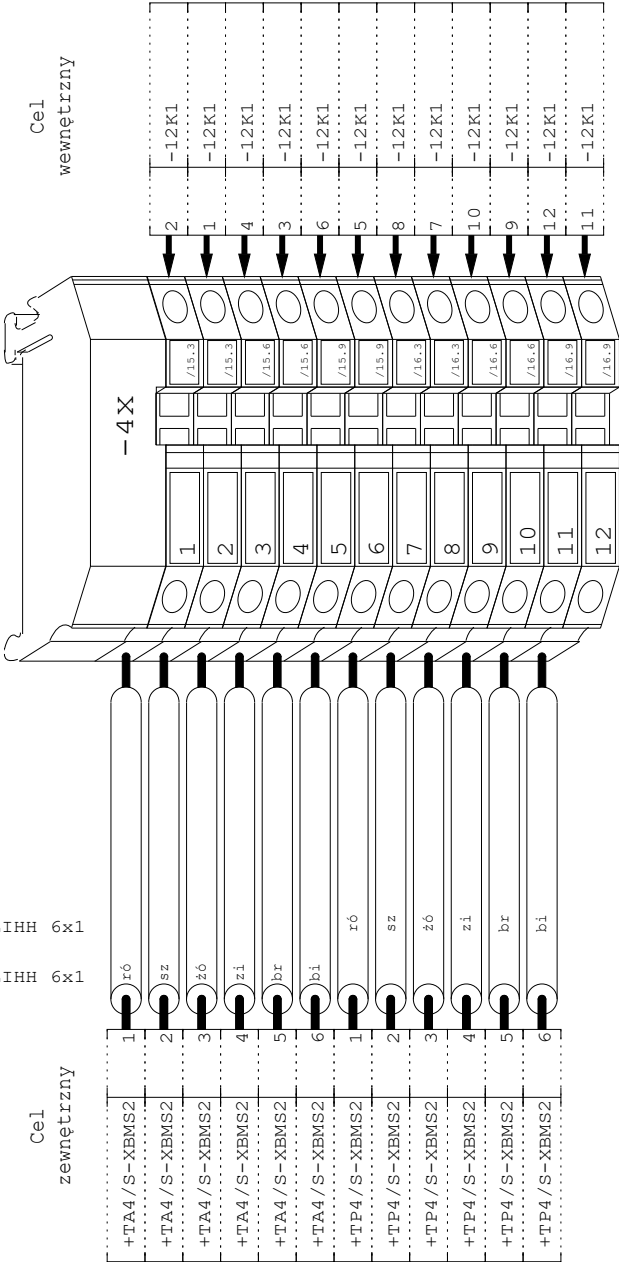 Cel
wewnętrzny
-12K1
-12K1
-12K1
-12K1
-12K1
-12K1
-12K1
-12K1
-12K1
-12K1
-12K1
-12K1
2
1
4
3
6
5
8
7
10
9
12
11
/15.3
/15.3
/15.6
/15.6
/15.9
/15.9
/16.3
/16.3
/16.6
/16.6
/16.9
/16.9
-4X
1
2
3
4
5
6
7
8
9
10
11
12
IHH 6x1
ró
sz
żó
zi
br
bi
IHH 6x1
ró
sz
żó
zi
br
bi
1
2
3
4
5
6
1
2
3
4
5
6
Cel
zewnętrzny
+TA4/S-XBMS2
+TA4/S-XBMS2
+TA4/S-XBMS2
+TA4/S-XBMS2
+TA4/S-XBMS2
+TA4/S-XBMS2
+TP4/S-XBMS2
+TP4/S-XBMS2
+TP4/S-XBMS2
+TP4/S-XBMS2
+TP4/S-XBMS2
+TP4/S-XBMS2